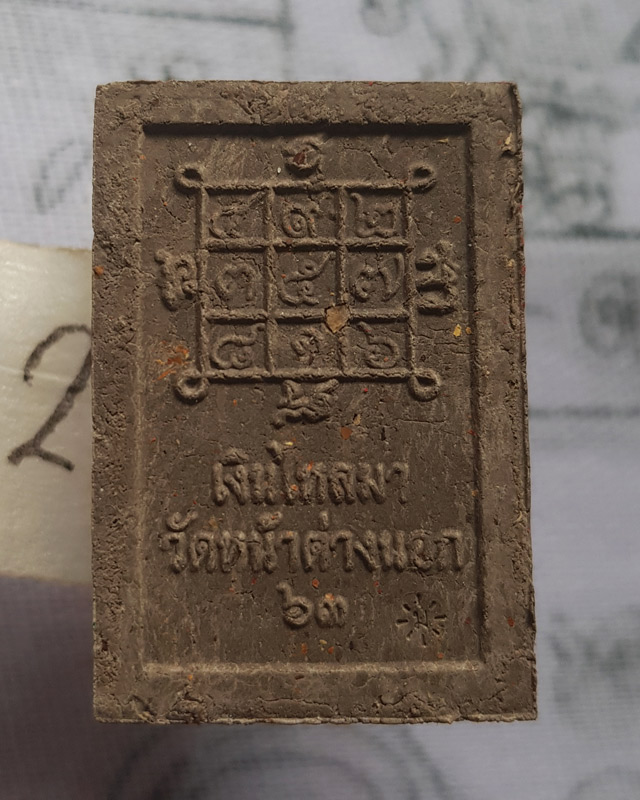 ๔ ๙ ๒
๓ ๕ ๗
๘ ๑ ๖
เงินไหลมา
วัดหน้าต่างนอก
๖๓
2